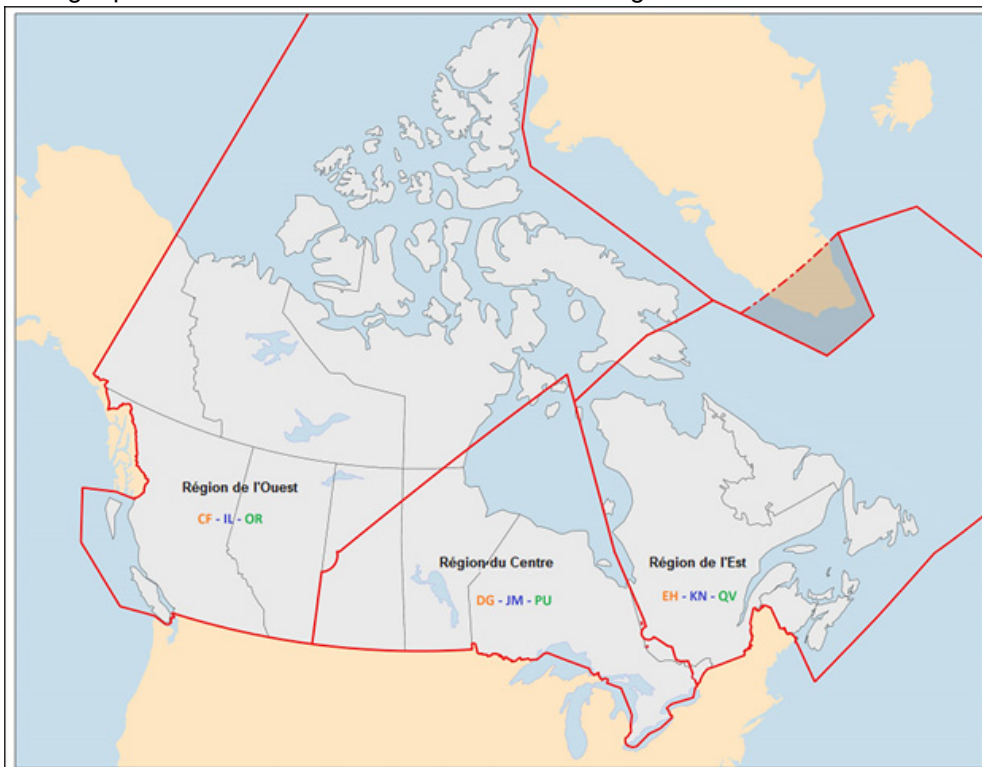 Région de l'Ouest
CF - IL - OR
Région du Centre
DG - JM - PU
Région de l'Est
EH - KN - QV